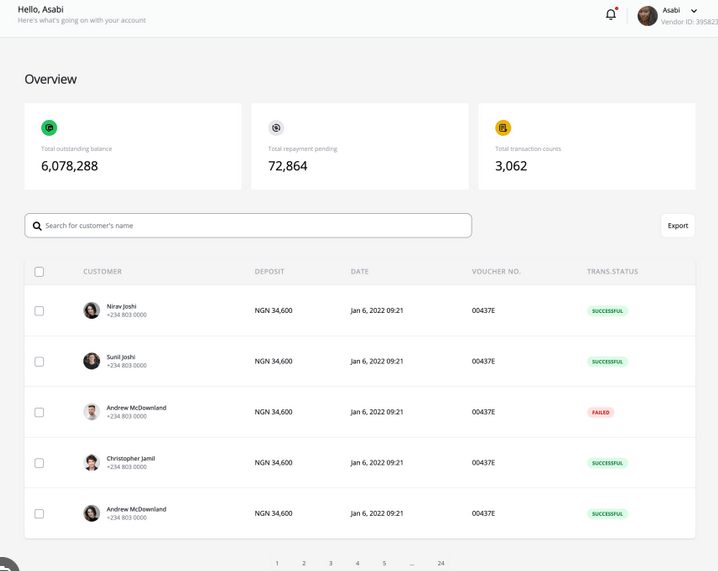 Hello, Asabi
Here's what's going on with your account
Asabi
Vendor ID: 395823
Overview
Total outstanding balance
6,078,288
Total repayment pending
72,864
Total transaction counts
3,062
Search for customer's name
Export
CUSTOMER DEPOSIT DATE VOUCHER NO. TRANS.STATUS
Nirav Joshi
+234 803 0000
NGN 34,600 Jan 6, 2022 09:21 00437E SUCCESSFUL
Sunil Joshi
+234 803 0000
NGN 34,600 Jan 6, 2022 09:21 00437E SUCCESSFUL
Andrew McDownland
+234 803 0000
NGN 34,600 Jan 6, 2022 09:21 00437E FAILED
Christopher Jamil
+234 803 0000
NGN 34,600 Jan 6, 2022 09:21 00437E SUCCESSFUL
Andrew McDownland
+234 803 0000
NGN 34,600 Jan 6, 2022 09:21 00437E SUCCESSFUL
1 2 3 4 5 ... 24